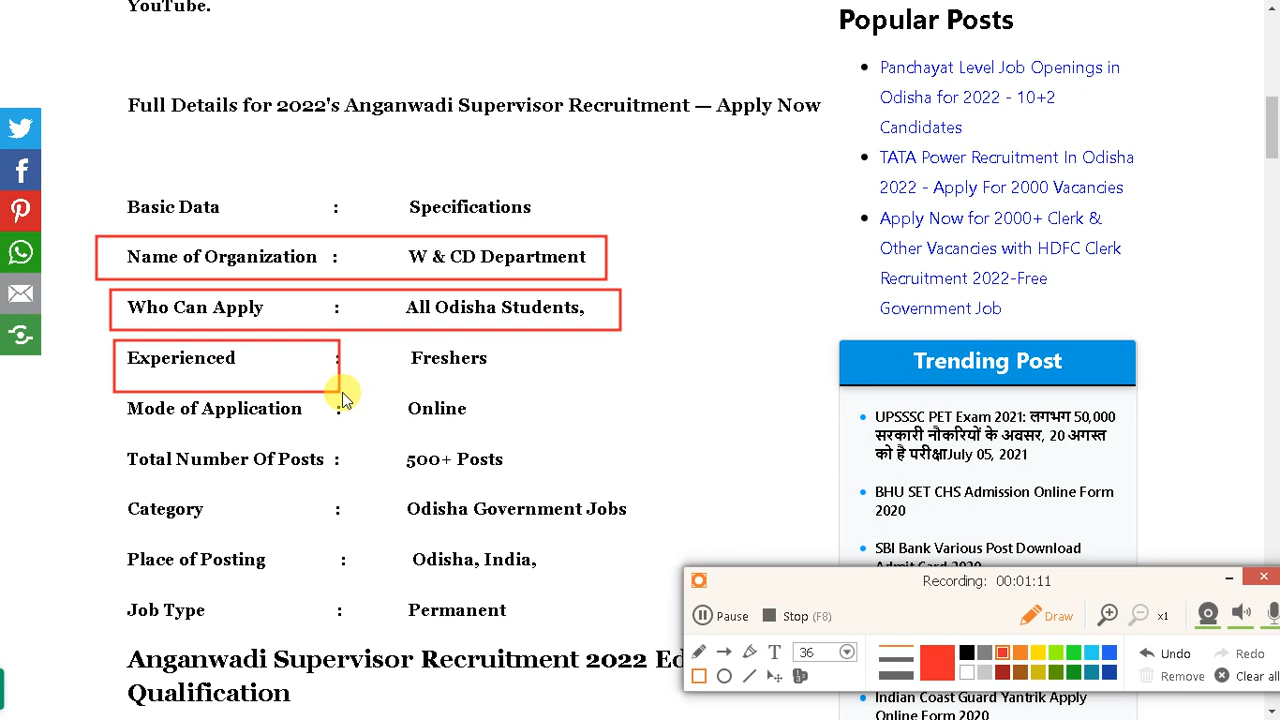 YouTube.
Full Details for 2022's Anganwadi Supervisor Recruitment — Apply Now
Basic Data : Specifications
Name of Organization : W & CD Department
Who Can Apply : All Odisha Students,
Experienced : Freshers
Mode of Application : Online
Total Number Of Posts : 500+ Posts
Category : Odisha Government Jobs
Place of Posting : Odisha, India,
Job Type : Permanent
Anganwadi Supervisor Recruitment 2022 Ed
Qualification
Popular Posts
Panchayat Level Job Openings in
Odisha for 2022 - 10+2
Candidates
TATA Power Recruitment In Odisha
2022 - Apply For 2000 Vacancies
Apply Now for 2000+ Clerk &
Other Vacancies with HDFC Clerk
Recruitment 2022-Free
Government Job
Trending Post
UPSSSC PET Exam 2021: लगभग 50,000
सरकारी नौकरियों के अवसर, 20 अगस्त
को है परीक्षाJuly 05, 2021
BHU SET CHS Admission Online Form
2020
SBI Bank Various Post Download
Admit Card 2020
Recording: 00:01:11
Pause Stop (F8) Draw x1
T 36 Undo Redo
Remove Clear all
Indian Coast Guard Yantrik Apply
Online Form 2020